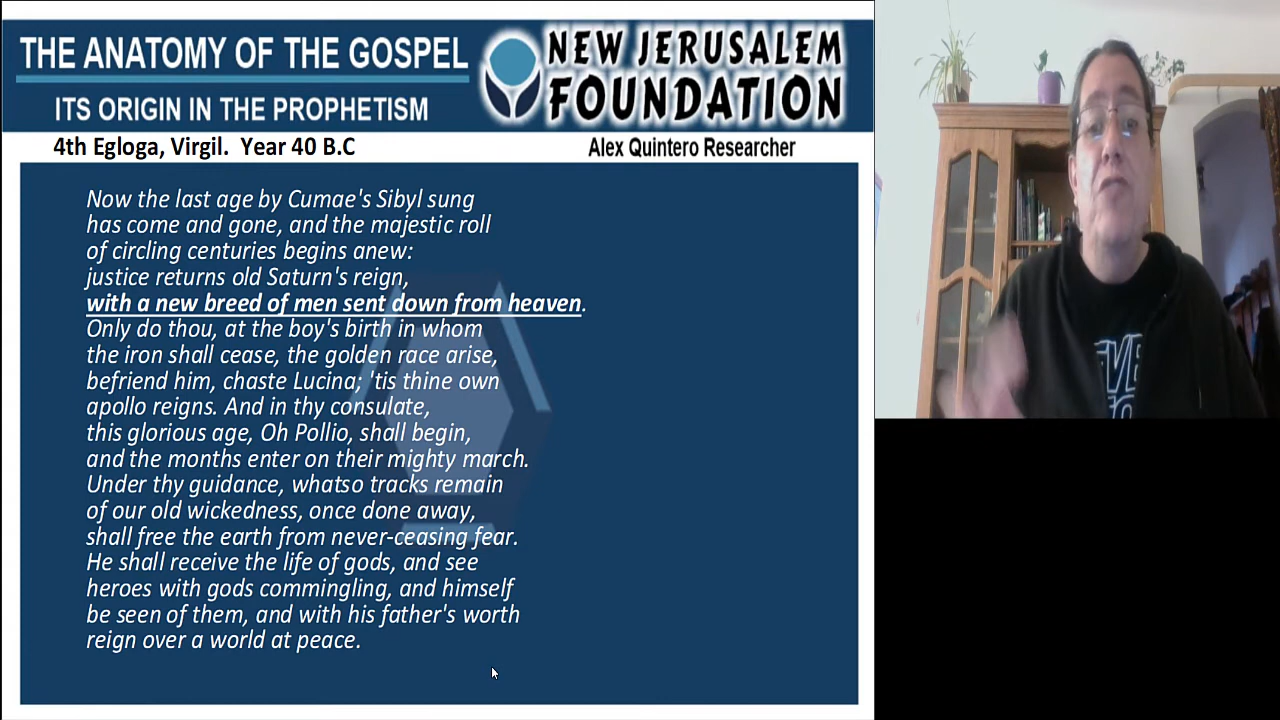 THE ANATOMY OF THE GOSPEL
ITS ORIGIN IN THE PROPHETISM
NEW JERUSALEM
FOUNDATION
4th Egloga, Virgil. Year 40 B.C
Alex Quintero Researcher
Now the last age by Cumae's Sibyl sung
has come and gone, and the majestic roll
of circling centuries begins anew:
justice returns old Saturn's reign,
with a new breed of men sent down from heaven.
Only do thou, at the boy's birth in whom
the iron shall cease, the golden race arise,
befriend him, chaste Lucina; 'tis thine own
apollo reigns. And in thy consulate,
this glorious age, Oh Pollio, shall begin,
and the months enter on their mighty march.
Under thy guidance, whatso tracks remain
of our old wickedness, once done away,
shall free the earth from never-ceasing fear.
He shall receive the life of gods, and see
heroes with gods commingling, and himself
be seen of them, and with his father's worth
reign over a world at peace.